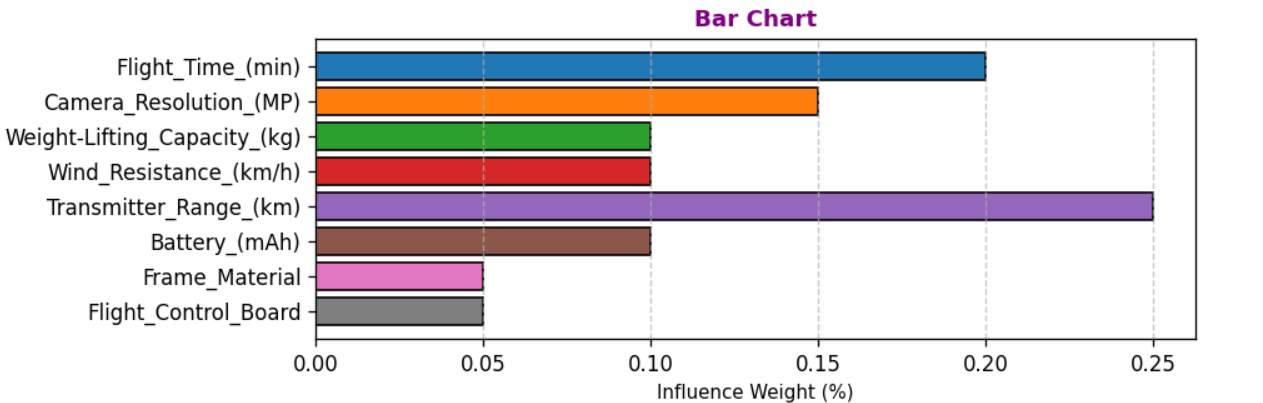 Bar Chart
Flight_Time_(min)
Camera_Resolution_(MP)
Weight-Lifting_Capacity_(kg)
Wind_Resistance_(km/h)
Transmitter_Range_(km)
Battery_(mAh)
Frame_Material
Flight_Control_Board
0.00 0.05 0.10 0.15 0.20 0.25
Influence Weight (%)